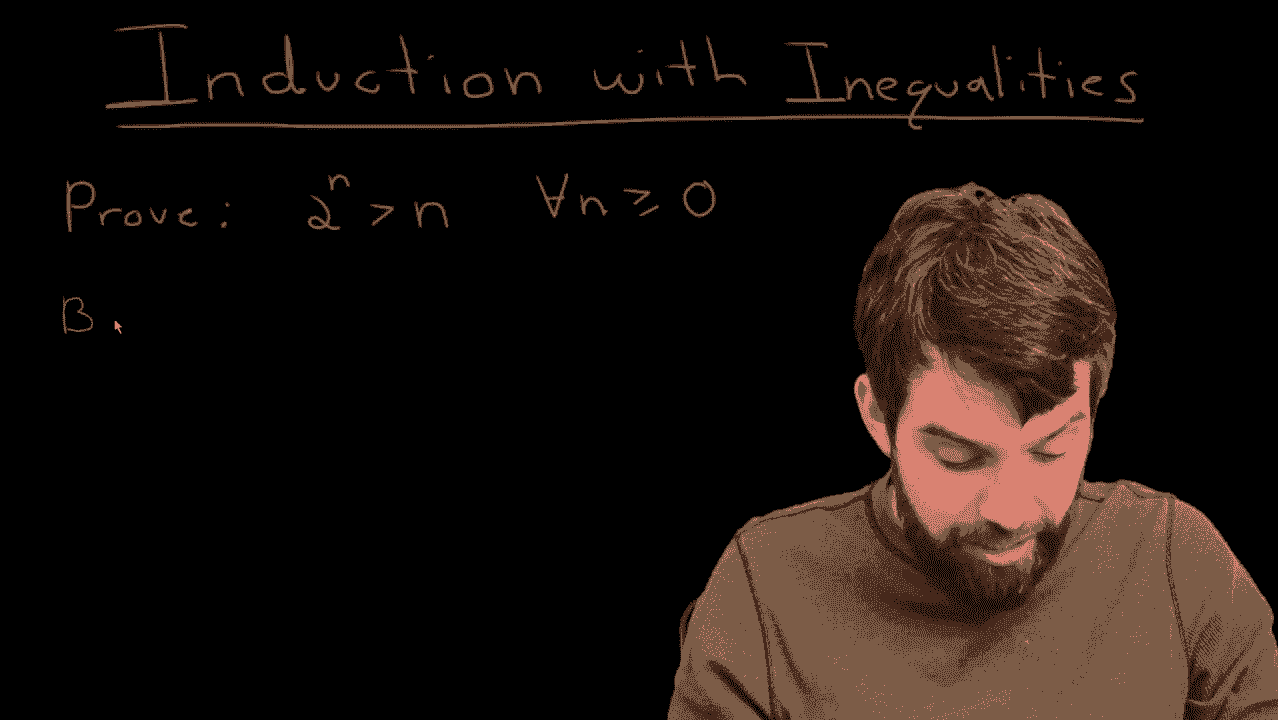 Induction with Inequalities
Prove: 2ⁿ > n ∀n ≥ 0
B